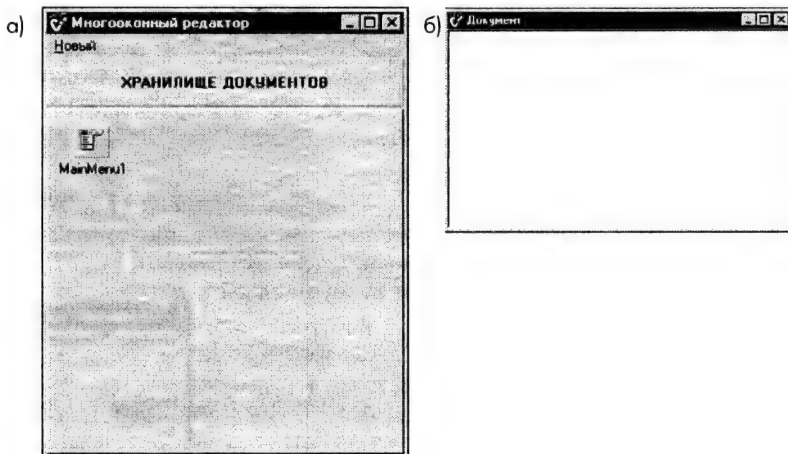 а)
Многооконный редактор
Новый
ХРАНИЛИЩЕ ДОКУМЕНТОВ
MainMenu1
б)
Документ